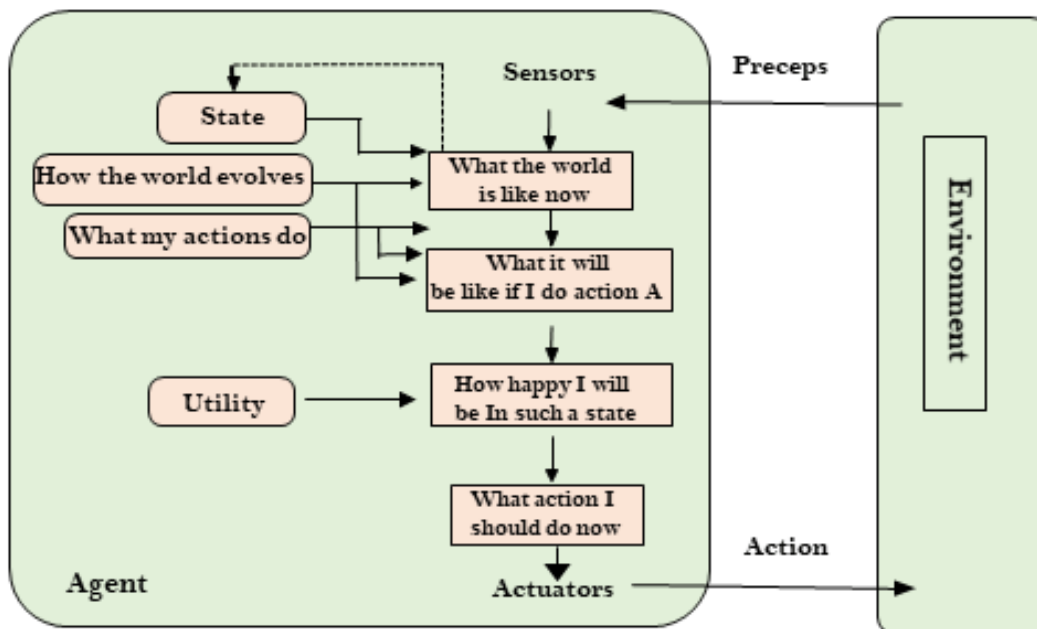 Sensors
Preceps
State
What the world
is like now
How the world evolves
What my actions do
What it will
be like if I do action A
Environment
Utility
How happy I will
be In such a state
What action I
should do now
Action
Agent
Actuators